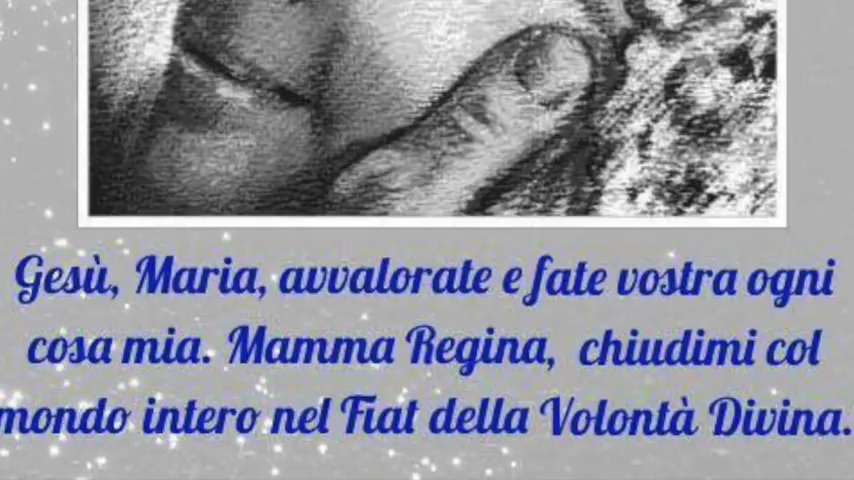 Gesù, Maria, avvalorate e fate vostra ogni
cosa mia. Mamma Regina, chiudimi col
mondo intero nel Fiat della Volontà Divina.